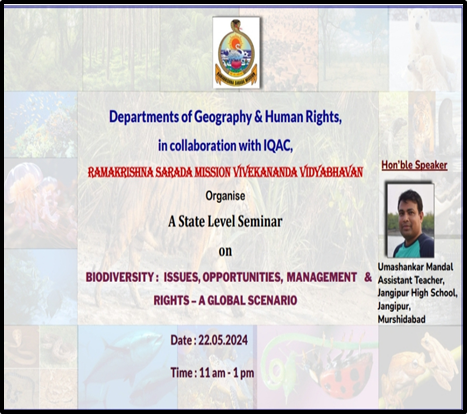 Departments of Geography & Human Rights,
in collaboration with IQAC,
RAMAKRISHNA SARADA MISSION VIVEKANANDA VIDYABHAVAN
Organise
A State Level Seminar
on
BIODIVERSITY : ISSUES, OPPORTUNITIES, MANAGEMENT &
RIGHTS – A GLOBAL SCENARIO
Date : 22.05.2024
Time : 11 am - 1 pm
Hon'ble Speaker
Umashankar Mandal
Assistant Teacher,
Jangipur High School,
Jangipur,
Murshidabad